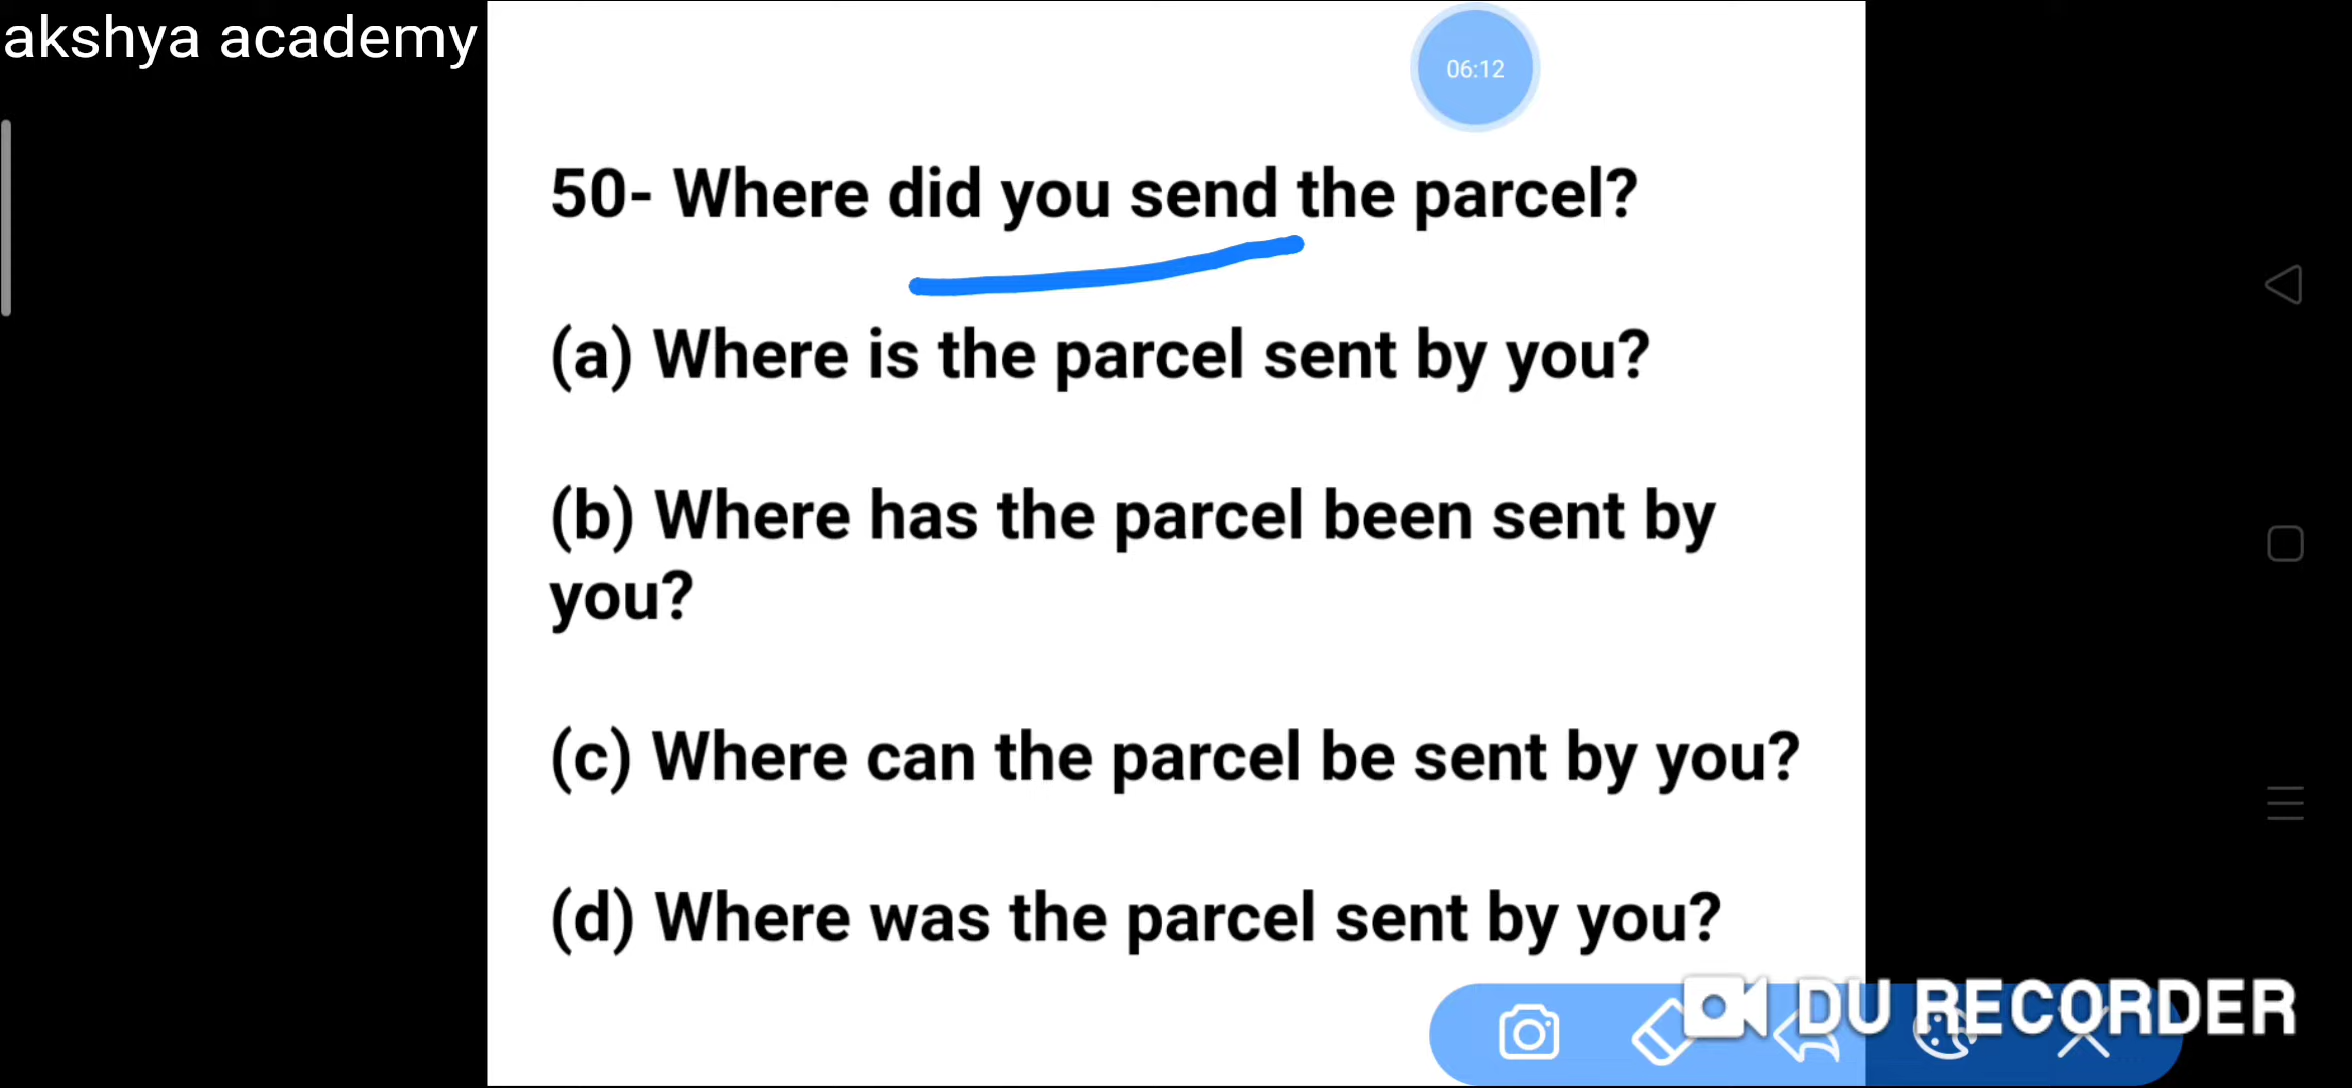 akshya academy
06:12
50- Where did you send the parcel?
(a) Where is the parcel sent by you?
(b) Where has the parcel been sent by
you?
(c) Where can the parcel be sent by you?
(d) Where was the parcel sent by you?
DU RECORDER